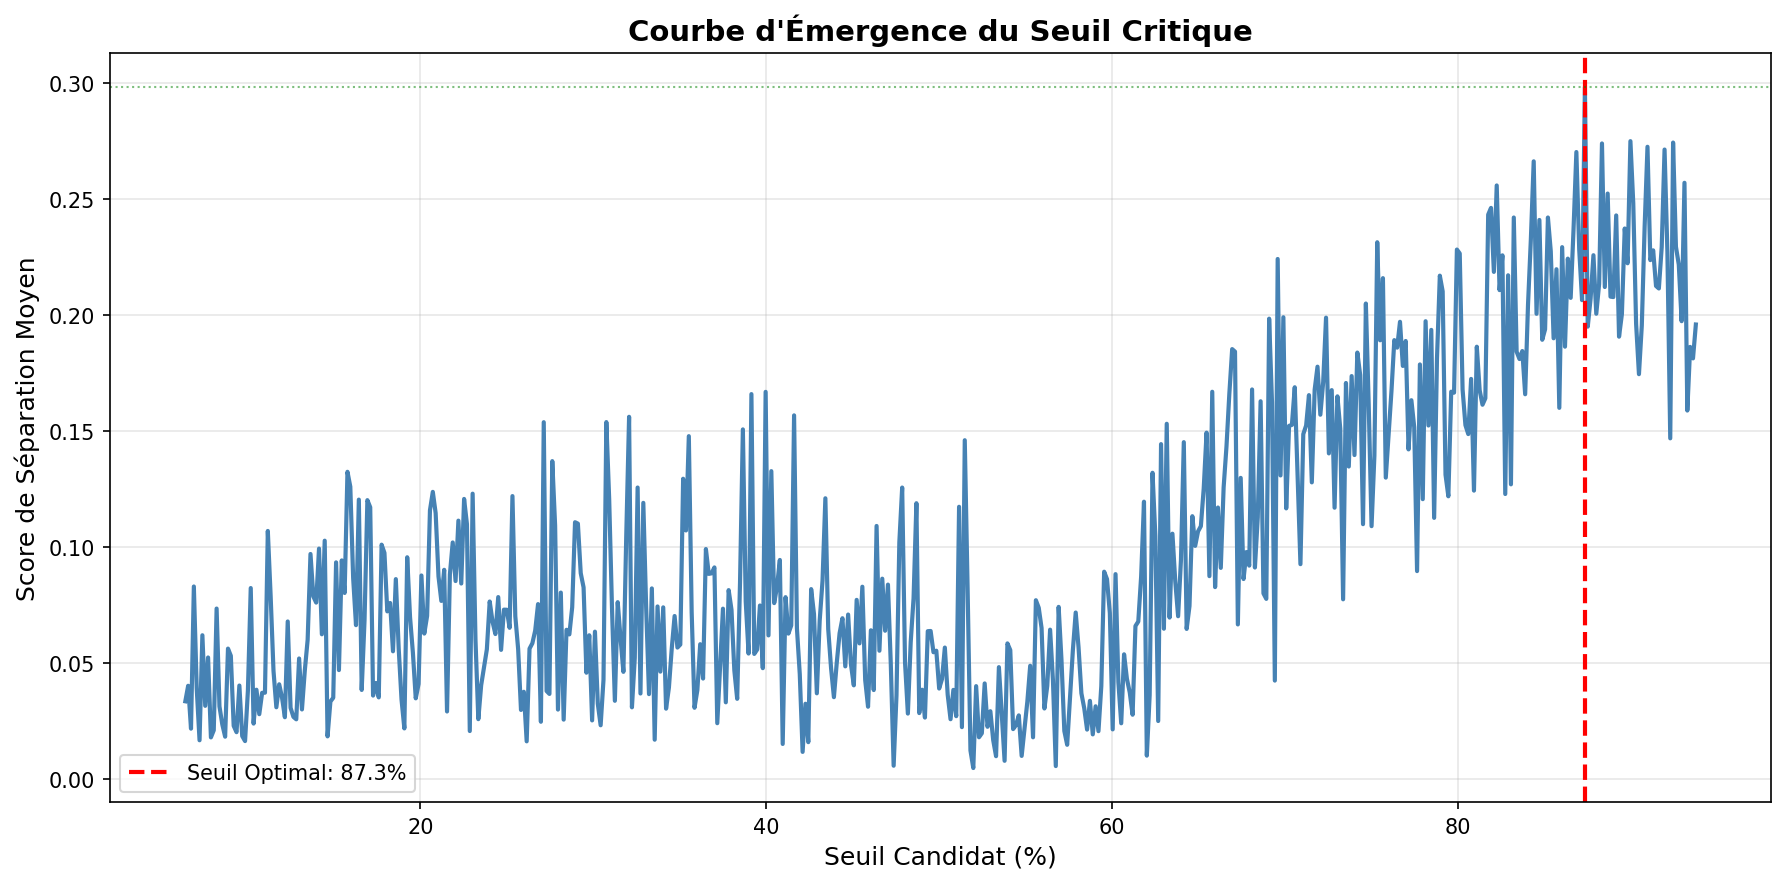 Courbe d'Émergence du Seuil Critique
Score de Séparation Moyen
0.30
0.25
0.20
0.15
0.10
0.05
0.00
Seuil Optimal: 87.3%
20
40
60
80
Seuil Candidat (%)